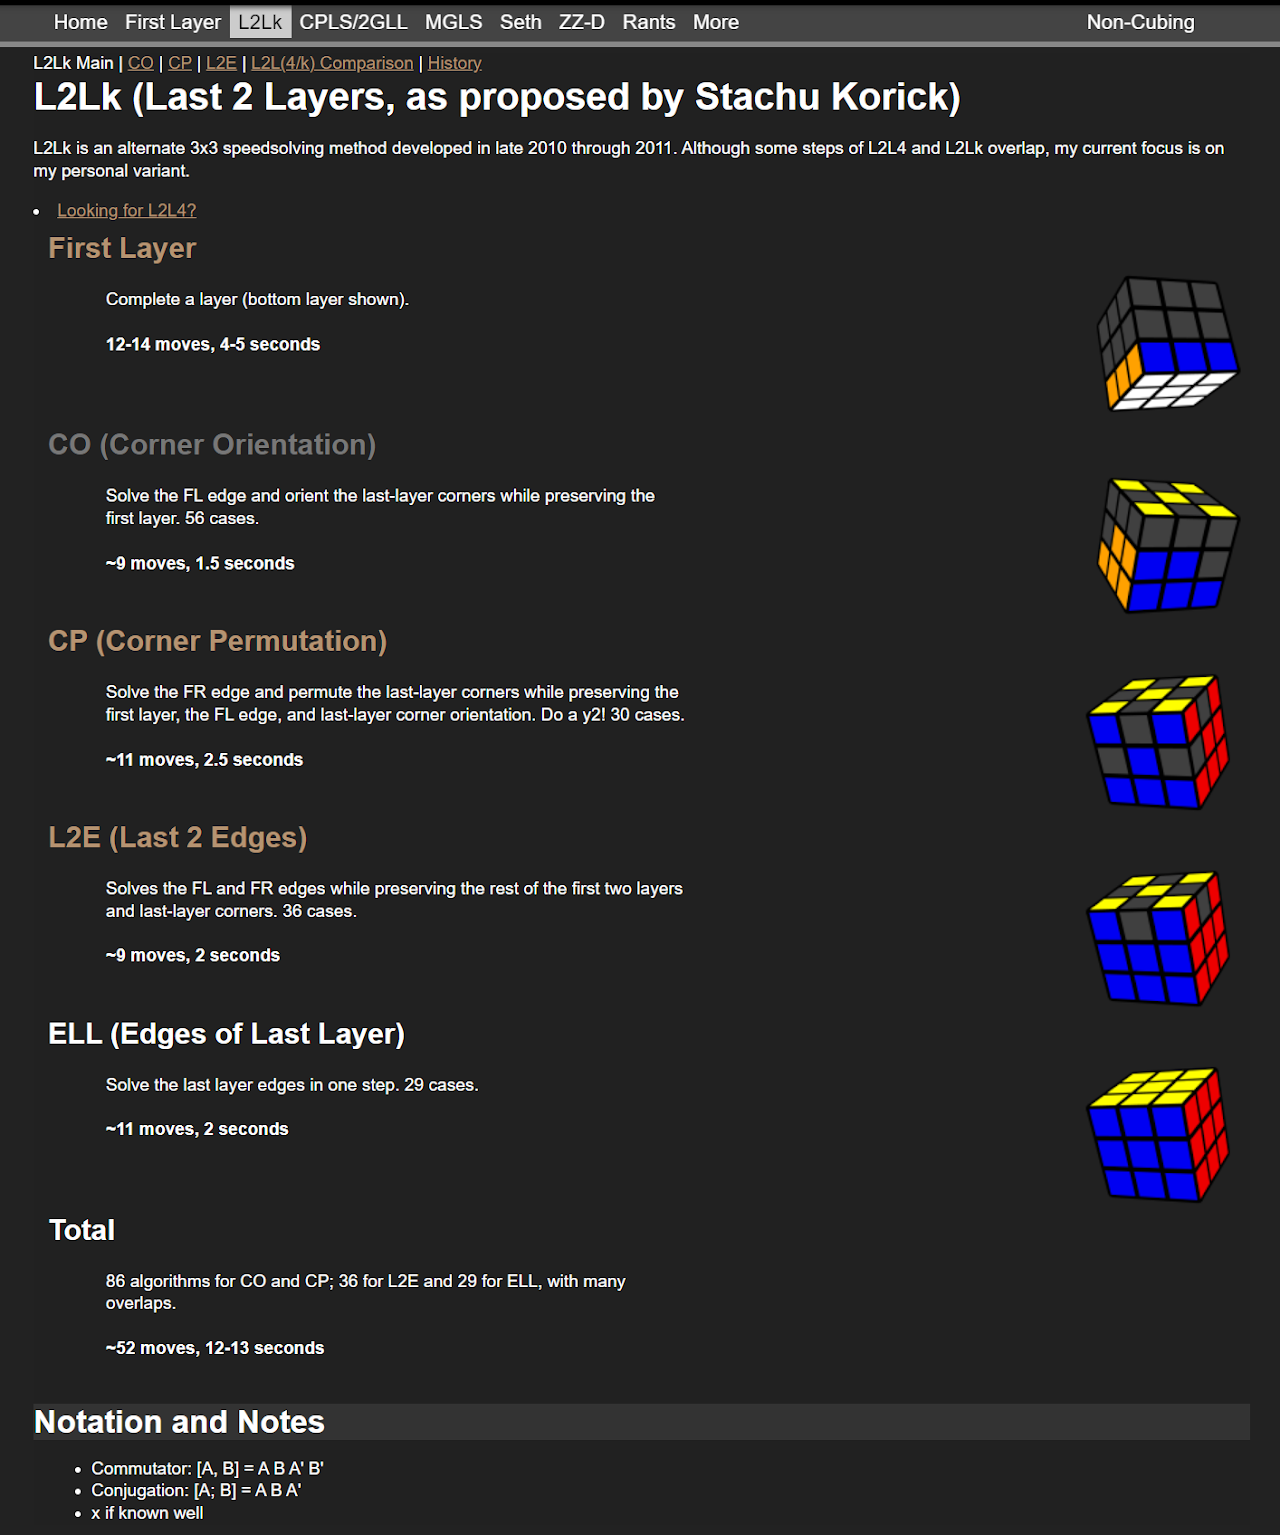 Home First Layer L2Lk CPLS/2GLL MGLS Seth ZZ-D Rants More Non-Cubing
L2Lk Main | CO | CP | L2E | L2L(4/k) Comparison | History
L2Lk (Last 2 Layers, as proposed by Stachu Korick)
L2Lk is an alternate 3x3 speedsolving method developed in late 2010 through 2011. Although some steps of L2L4 and L2Lk overlap, my current focus is on
my personal variant.
• Looking for L2L4?
First Layer
Complete a layer (bottom layer shown).
12-14 moves, 4-5 seconds
CO (Corner Orientation)
Solve the FL edge and orient the last-layer corners while preserving the
first layer. 56 cases.
~9 moves, 1.5 seconds
CP (Corner Permutation)
Solve the FR edge and permute the last-layer corners while preserving the
first layer, the FL edge, and last-layer corner orientation. Do a y2! 30 cases.
~11 moves, 2.5 seconds
L2E (Last 2 Edges)
Solves the FL and FR edges while preserving the rest of the first two layers
and last-layer corners. 36 cases.
~9 moves, 2 seconds
ELL (Edges of Last Layer)
Solve the last layer edges in one step. 29 cases.
~11 moves, 2 seconds
Total
86 algorithms for CO and CP; 36 for L2E and 29 for ELL, with many
overlaps.
~52 moves, 12-13 seconds
Notation and Notes
• Commutator: [A, B] = A B A' B'
• Conjugation: [A; B] = A B A'
• x if known well